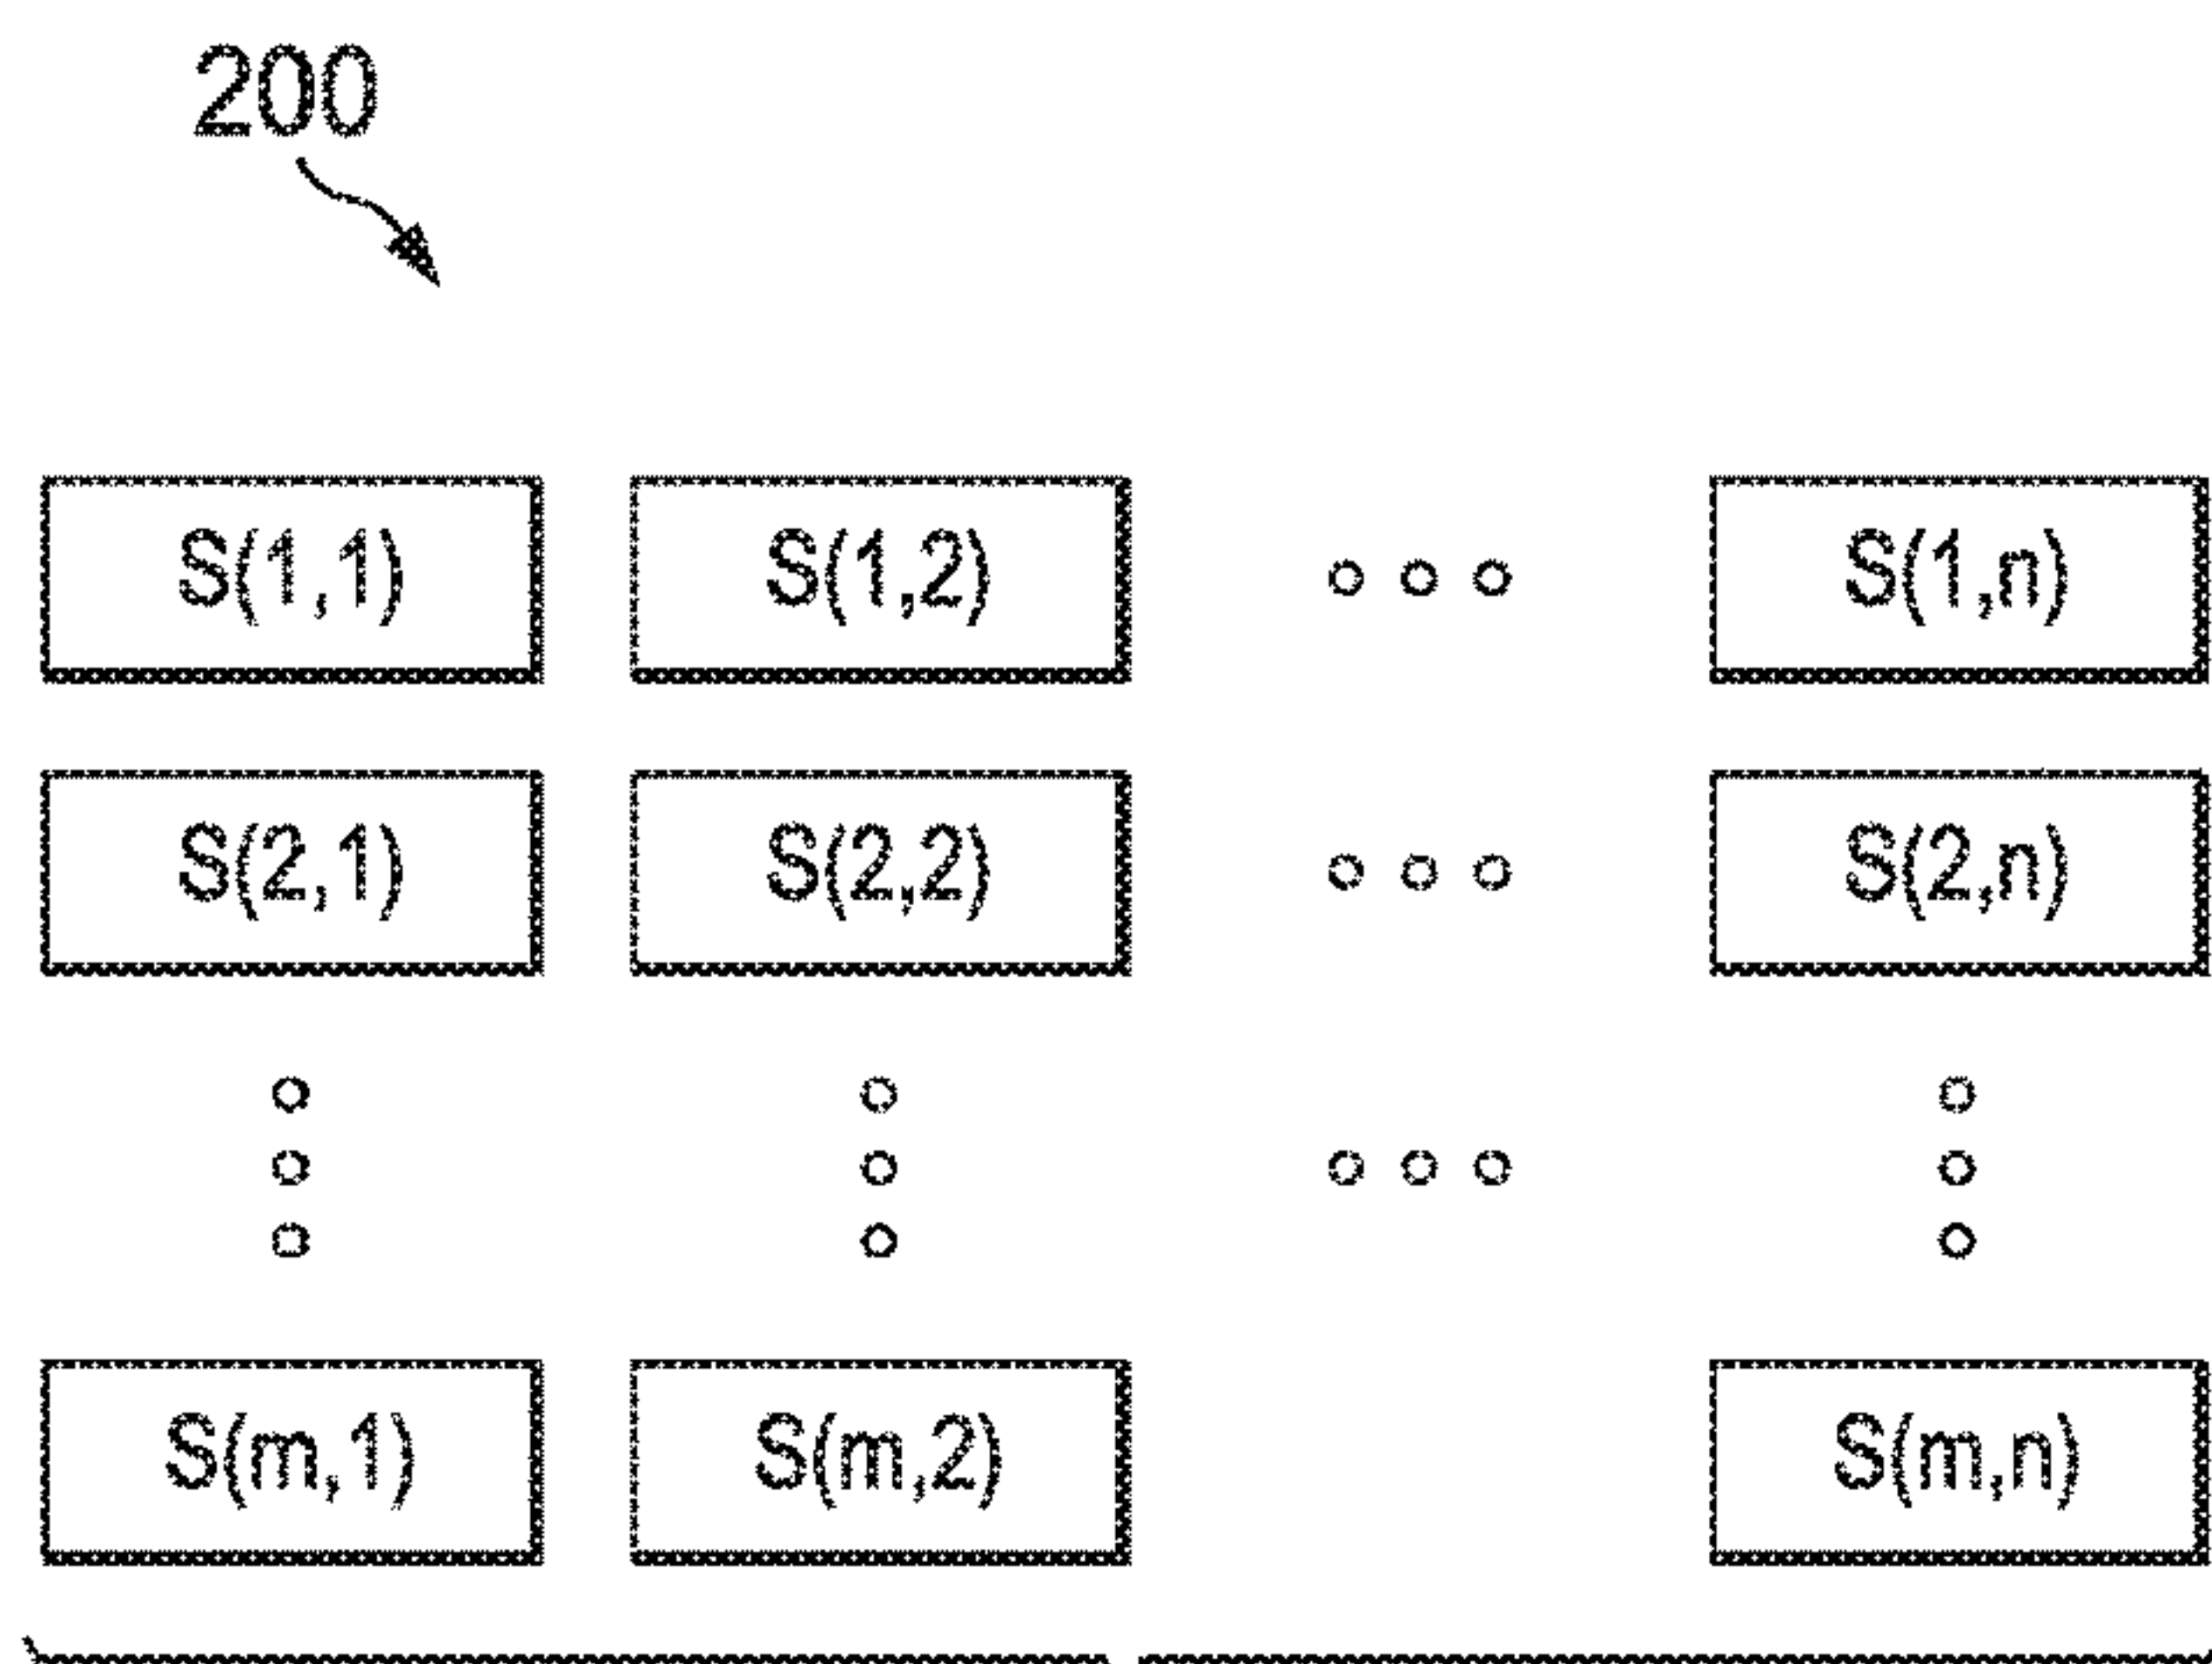 200
S(1,1) S(1,2) S(1,n)
S(2,1) S(2,2) S(2,n)
S(m,1) S(m,2) S(m,n)